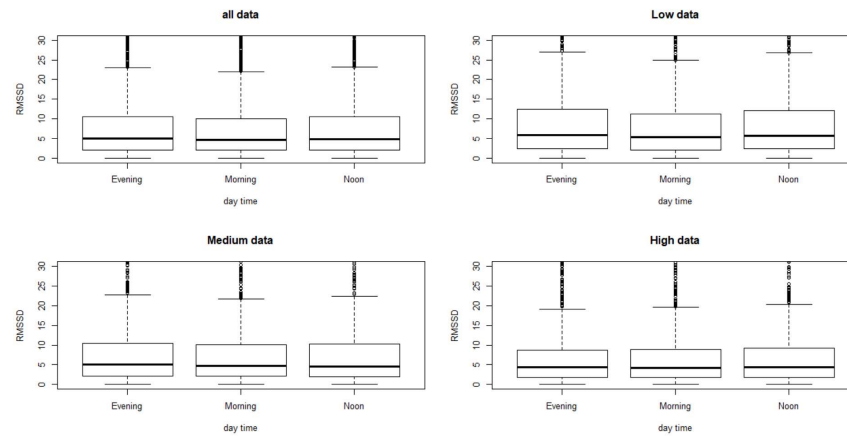 all data
RMSSD
30
25
20
15
10
5
0
Evening Morning Noon
day time
Low data
RMSSD
30
25
20
15
10
5
0
Evening Morning Noon
day time
Medium data
RMSSD
30
25
20
15
10
5
0
Evening Morning Noon
day time
High data
RMSSD
30
25
20
15
10
5
0
Evening Morning Noon
day time